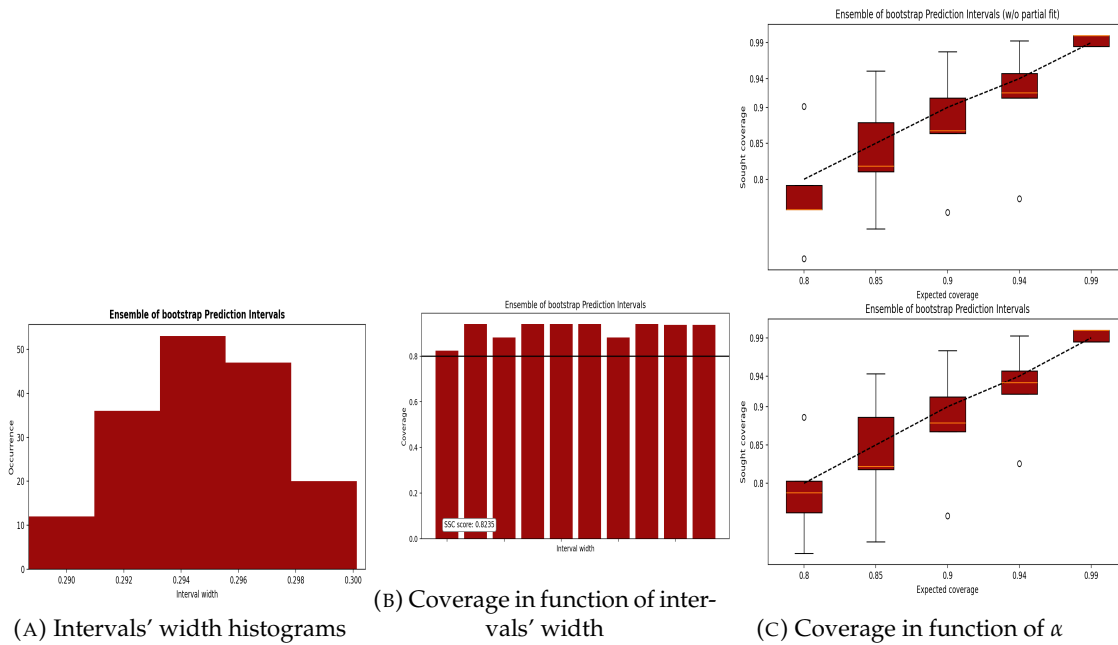 Ensemble of bootstrap Prediction Intervals (w/o partial fit)
Sought coverage
0.99
0.94
0.9
0.85
0.8
0.8 0.85 0.9 0.94 0.99
Expected coverage
Ensemble of bootstrap Prediction Intervals
Occurrence
50
40
30
20
10
0
0.290 0.292 0.294 0.296 0.298 0.300
Interval width
(A) Intervals' width histograms
Ensemble of bootstrap Prediction Intervals
Coverage
0.8
0.6
0.4
0.2
0.0
SSC score: 0.8235
Interval width
(B) Coverage in function of inter-
vals' width
Ensemble of bootstrap Prediction Intervals
Sought coverage
0.99
0.94
0.9
0.85
0.8
0.8 0.85 0.9 0.94 0.99
Expected coverage
(C) Coverage in function of α